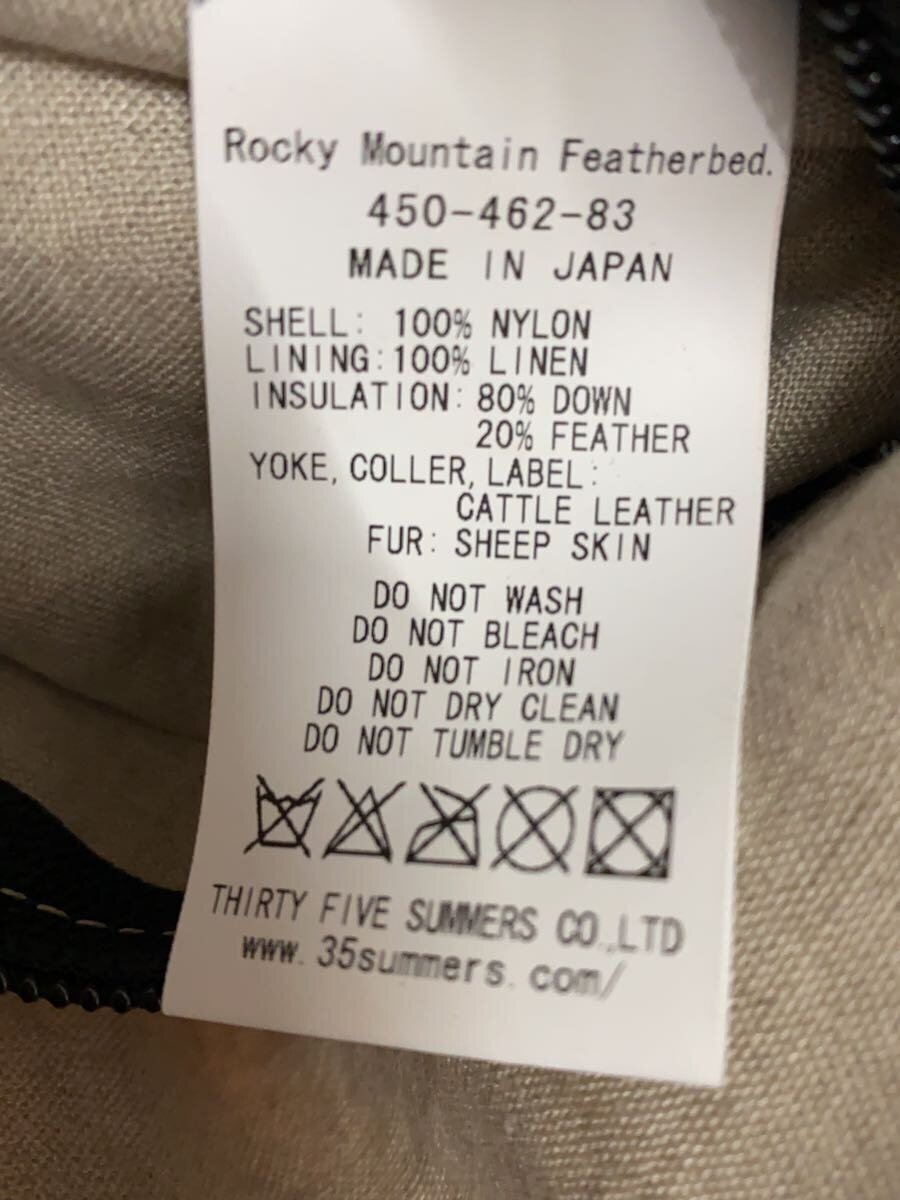 Rocky Mountain Featherbed.
450-462-83
MADE IN JAPAN
SHELL: 100% NYLON
LINING:100% LINEN
INSULATION: 80% DOWN
20% FEATHER
YOKE, COLLER, LABEL:
CATTLE LEATHER
FUR: SHEEP SKIN
DO NOT WASH
DO NOT BLEACH
DO NOT IRON
DO NOT DRY CLEAN
DO NOT TUMBLE DRY
THIRTY FIVE SUMMERS CO.,LTD
www.35summers.com/